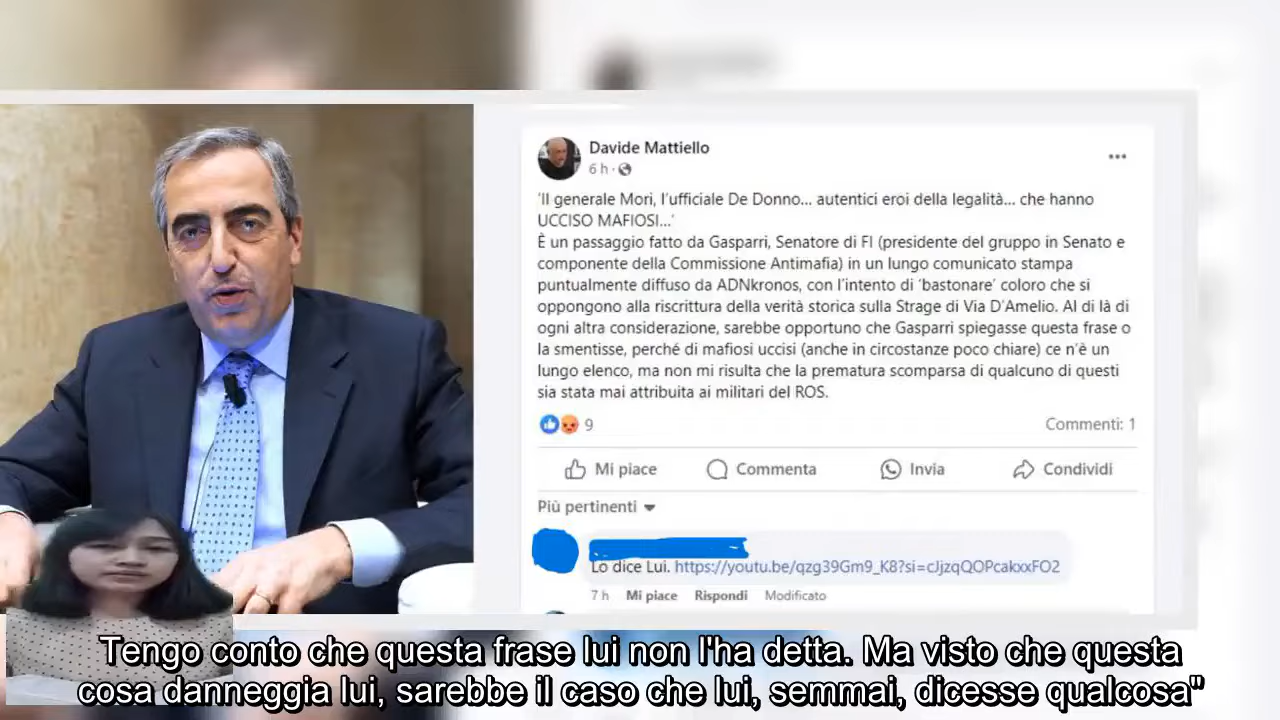 Davide Mattiello
6 h
'Il generale Mori, l'ufficiale De Donno... autentici eroi della legalità... che hanno
UCCISO MAFIOSI...'
È un passaggio fatto da Gasparri, Senatore di FI (presidente del gruppo in Senato e
componente della Commissione Antimafia) in un lungo comunicato stampa
puntualmente diffuso da ADNkronos, con l'intento di 'bastonare' coloro che si
oppongono alla riscrittura della verità storica sulla Strage di Via D'Amelio. Al di là di
ogni altra considerazione, sarebbe opportuno che Gasparri spiegasse questa frase o
la smentisse, perché di mafiosi uccisi (anche in circostanze poco chiare) ce n'è un
lungo elenco, ma non mi risulta che la prematura scomparsa di qualcuno di questi
sia stata mai attribuita ai militari del ROS.
9 Commenti: 1
Mi piace Commenta Invia Condividi
Più pertinenti
Lo dice Lui. https://youtu.be/qzg39Gm9_K8?si=cJjzqQOPcakxxFO2
7 h Mi piace Rispondi Modificato
Tengo conto che questa frase lui non l'ha detta. Ma visto che questa
cosa danneggia lui, sarebbe il caso che lui, semmai, dicesse qualcosa"